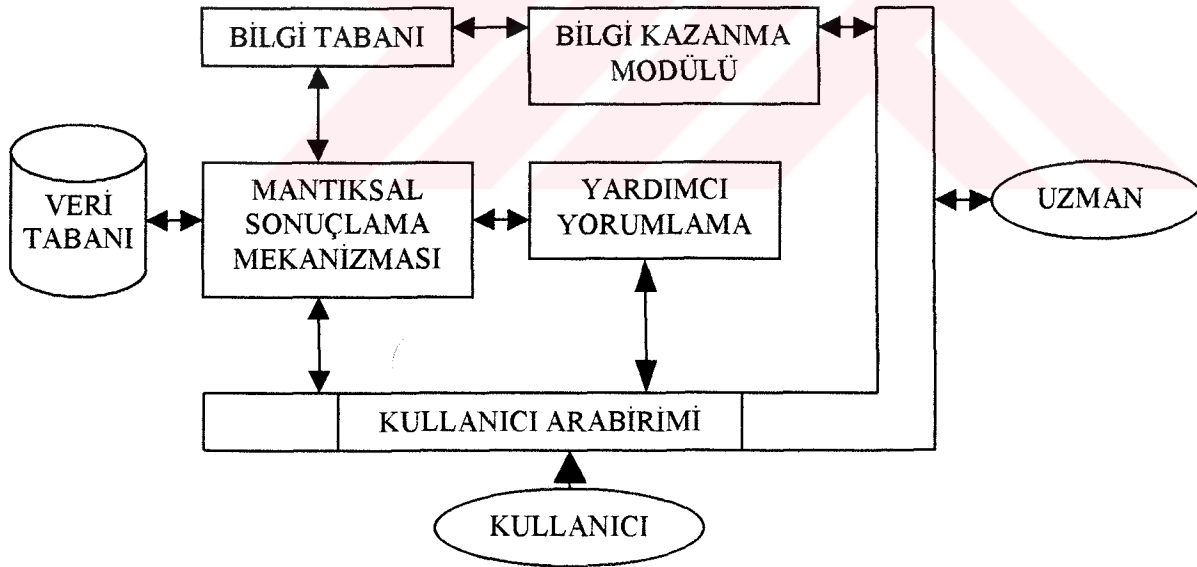 BİLGİ TABANI
BİLGİ KAZANMA
MODÜLÜ
VERİ
TABANI
MANTIKSAL
SONUÇLAMA
MEKANİZMASI
YARDIMCI
YORUMLAMA
UZMAN
KULLANICI ARABİRİMİ
KULLANICI